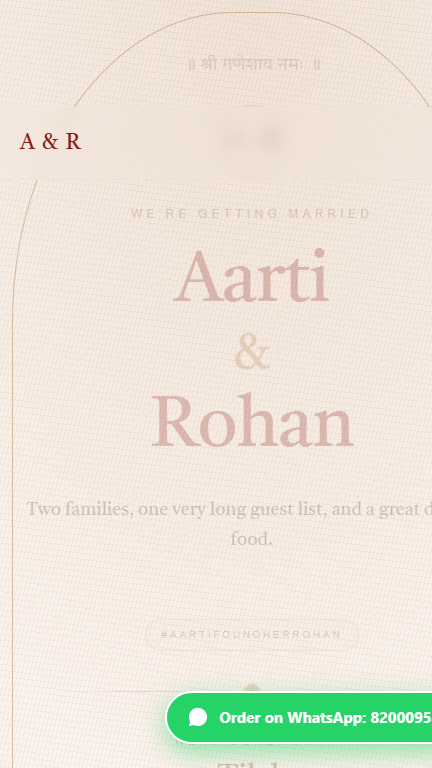 ॥ श्री गणेशाय नमः ॥
A & R
WE'RE GETTING MARRIED
Aarti
&
Rohan
Two families, one very long guest list, and a great
food.
#AARTIFOUNDHERROHAN
Order on WhatsApp: 8200095